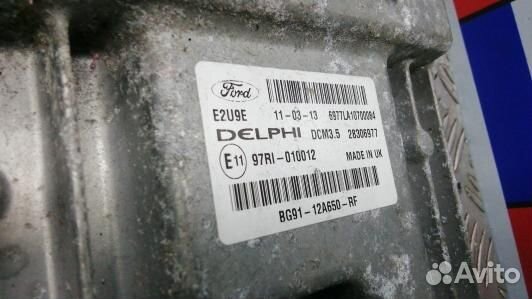 Ford
E2U9E 11-03-13 6977LA10700094
DELPHI DCM3.5 28306977
E11 97RI-010012 MADE IN UK
BG91-12A650-RF
Avito